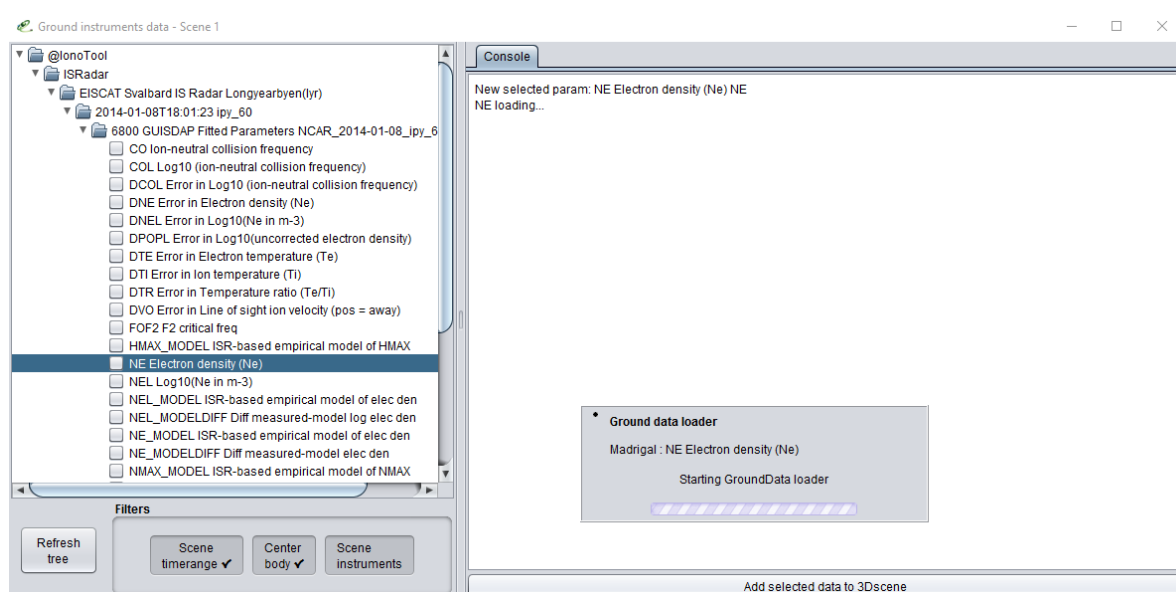 Ground instruments data - Scene 1
@IonoTool
ISRadar
EISCAT Svalbard IS Radar Longyearbyen(lyr)
2014-01-08T18:01:23 ipy_60
6800 GUISDAP Fitted Parameters NCAR_2014-01-08_ipy_6
CO Ion-neutral collision frequency
COL Log10 (ion-neutral collision frequency)
DCOL Error in Log10 (ion-neutral collision frequency)
DNE Error in Electron density (Ne)
DNEL Error in Log10(Ne in m-3)
DPOPL Error in Log10(uncorrected electron density)
DTE Error in Electron temperature (Te)
DTI Error in Ion temperature (Ti)
DTR Error in Temperature ratio (Te/Ti)
DVO Error in Line of sight ion velocity (pos = away)
FOF2 F2 critical freq
HMAX_MODEL ISR-based empirical model of HMAX
NE Electron density (Ne)
NEL Log10(Ne in m-3)
NEL_MODEL ISR-based empirical model of elec den
NEL_MODELDIFF Diff measured-model log elec den
NE_MODEL ISR-based empirical model of elec den
NE_MODELDIFF Diff measured-model elec den
NMAX_MODEL ISR-based empirical model of NMAX
Filters
Refresh
tree
Scene
timerange ✔
Center
body ✔
Scene
instruments
Console
New selected param: NE Electron density (Ne) NE
NE loading...
Ground data loader
Madrigal : NE Electron density (Ne)
Starting GroundData loader
Add selected data to 3Dscene